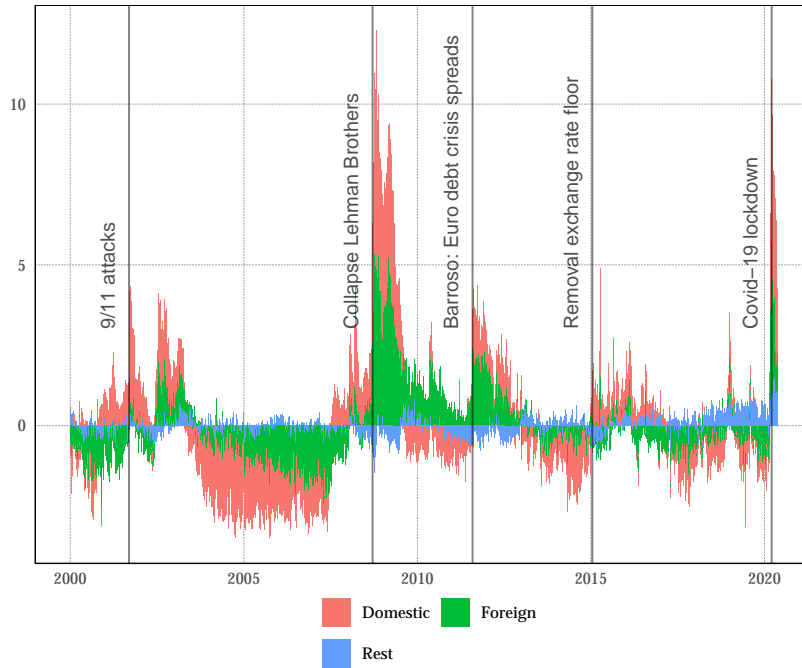 10
5
0
9/11 attacks
Collapse Lehman Brothers
Barroso: Euro debt crisis spreads
Removal exchange rate floor
Covid−19 lockdown
2000
2005
2010
2015
2020
Domestic
Foreign
Rest